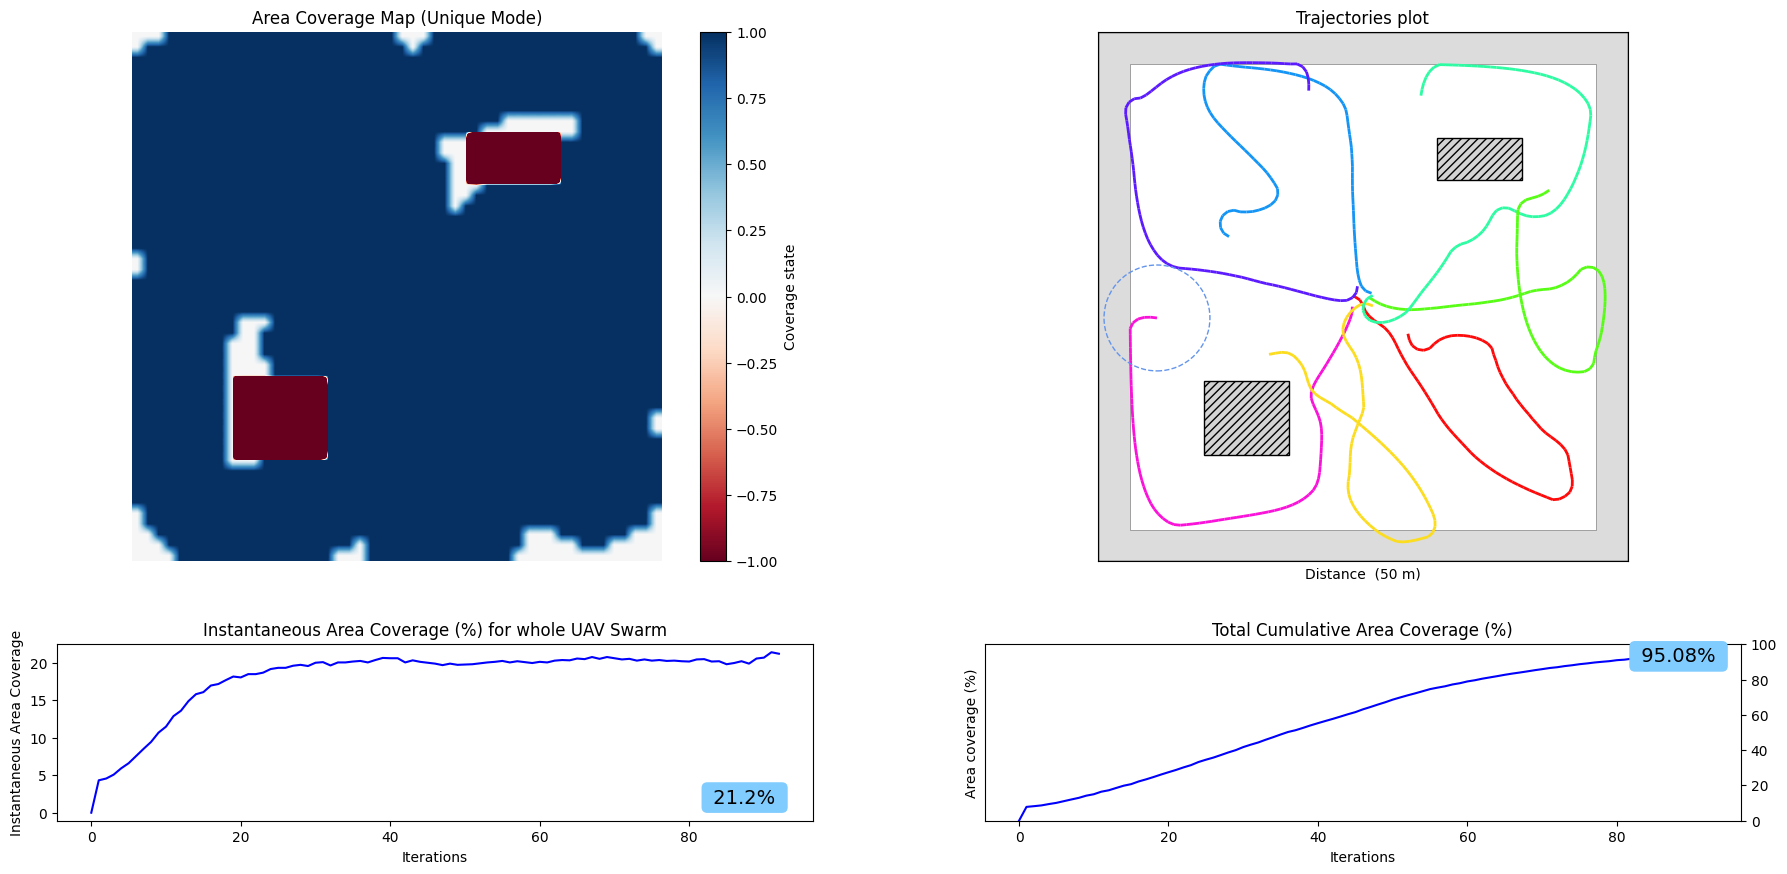 Area Coverage Map (Unique Mode)
1.00
0.75
0.50
0.25
0.00
−0.25
−0.50
−0.75
−1.00
Coverage state
Trajectories plot
Distance  (50 m)
Instantaneous Area Coverage (%) for whole UAV Swarm
Instantaneous Area Coverage
20
15
10
5
0
21.2%
0 20 40 60 80
Iterations
Total Cumulative Area Coverage (%)
Area coverage (%)
95.08%
100
80
60
40
20
0
0 20 40 60 80
Iterations